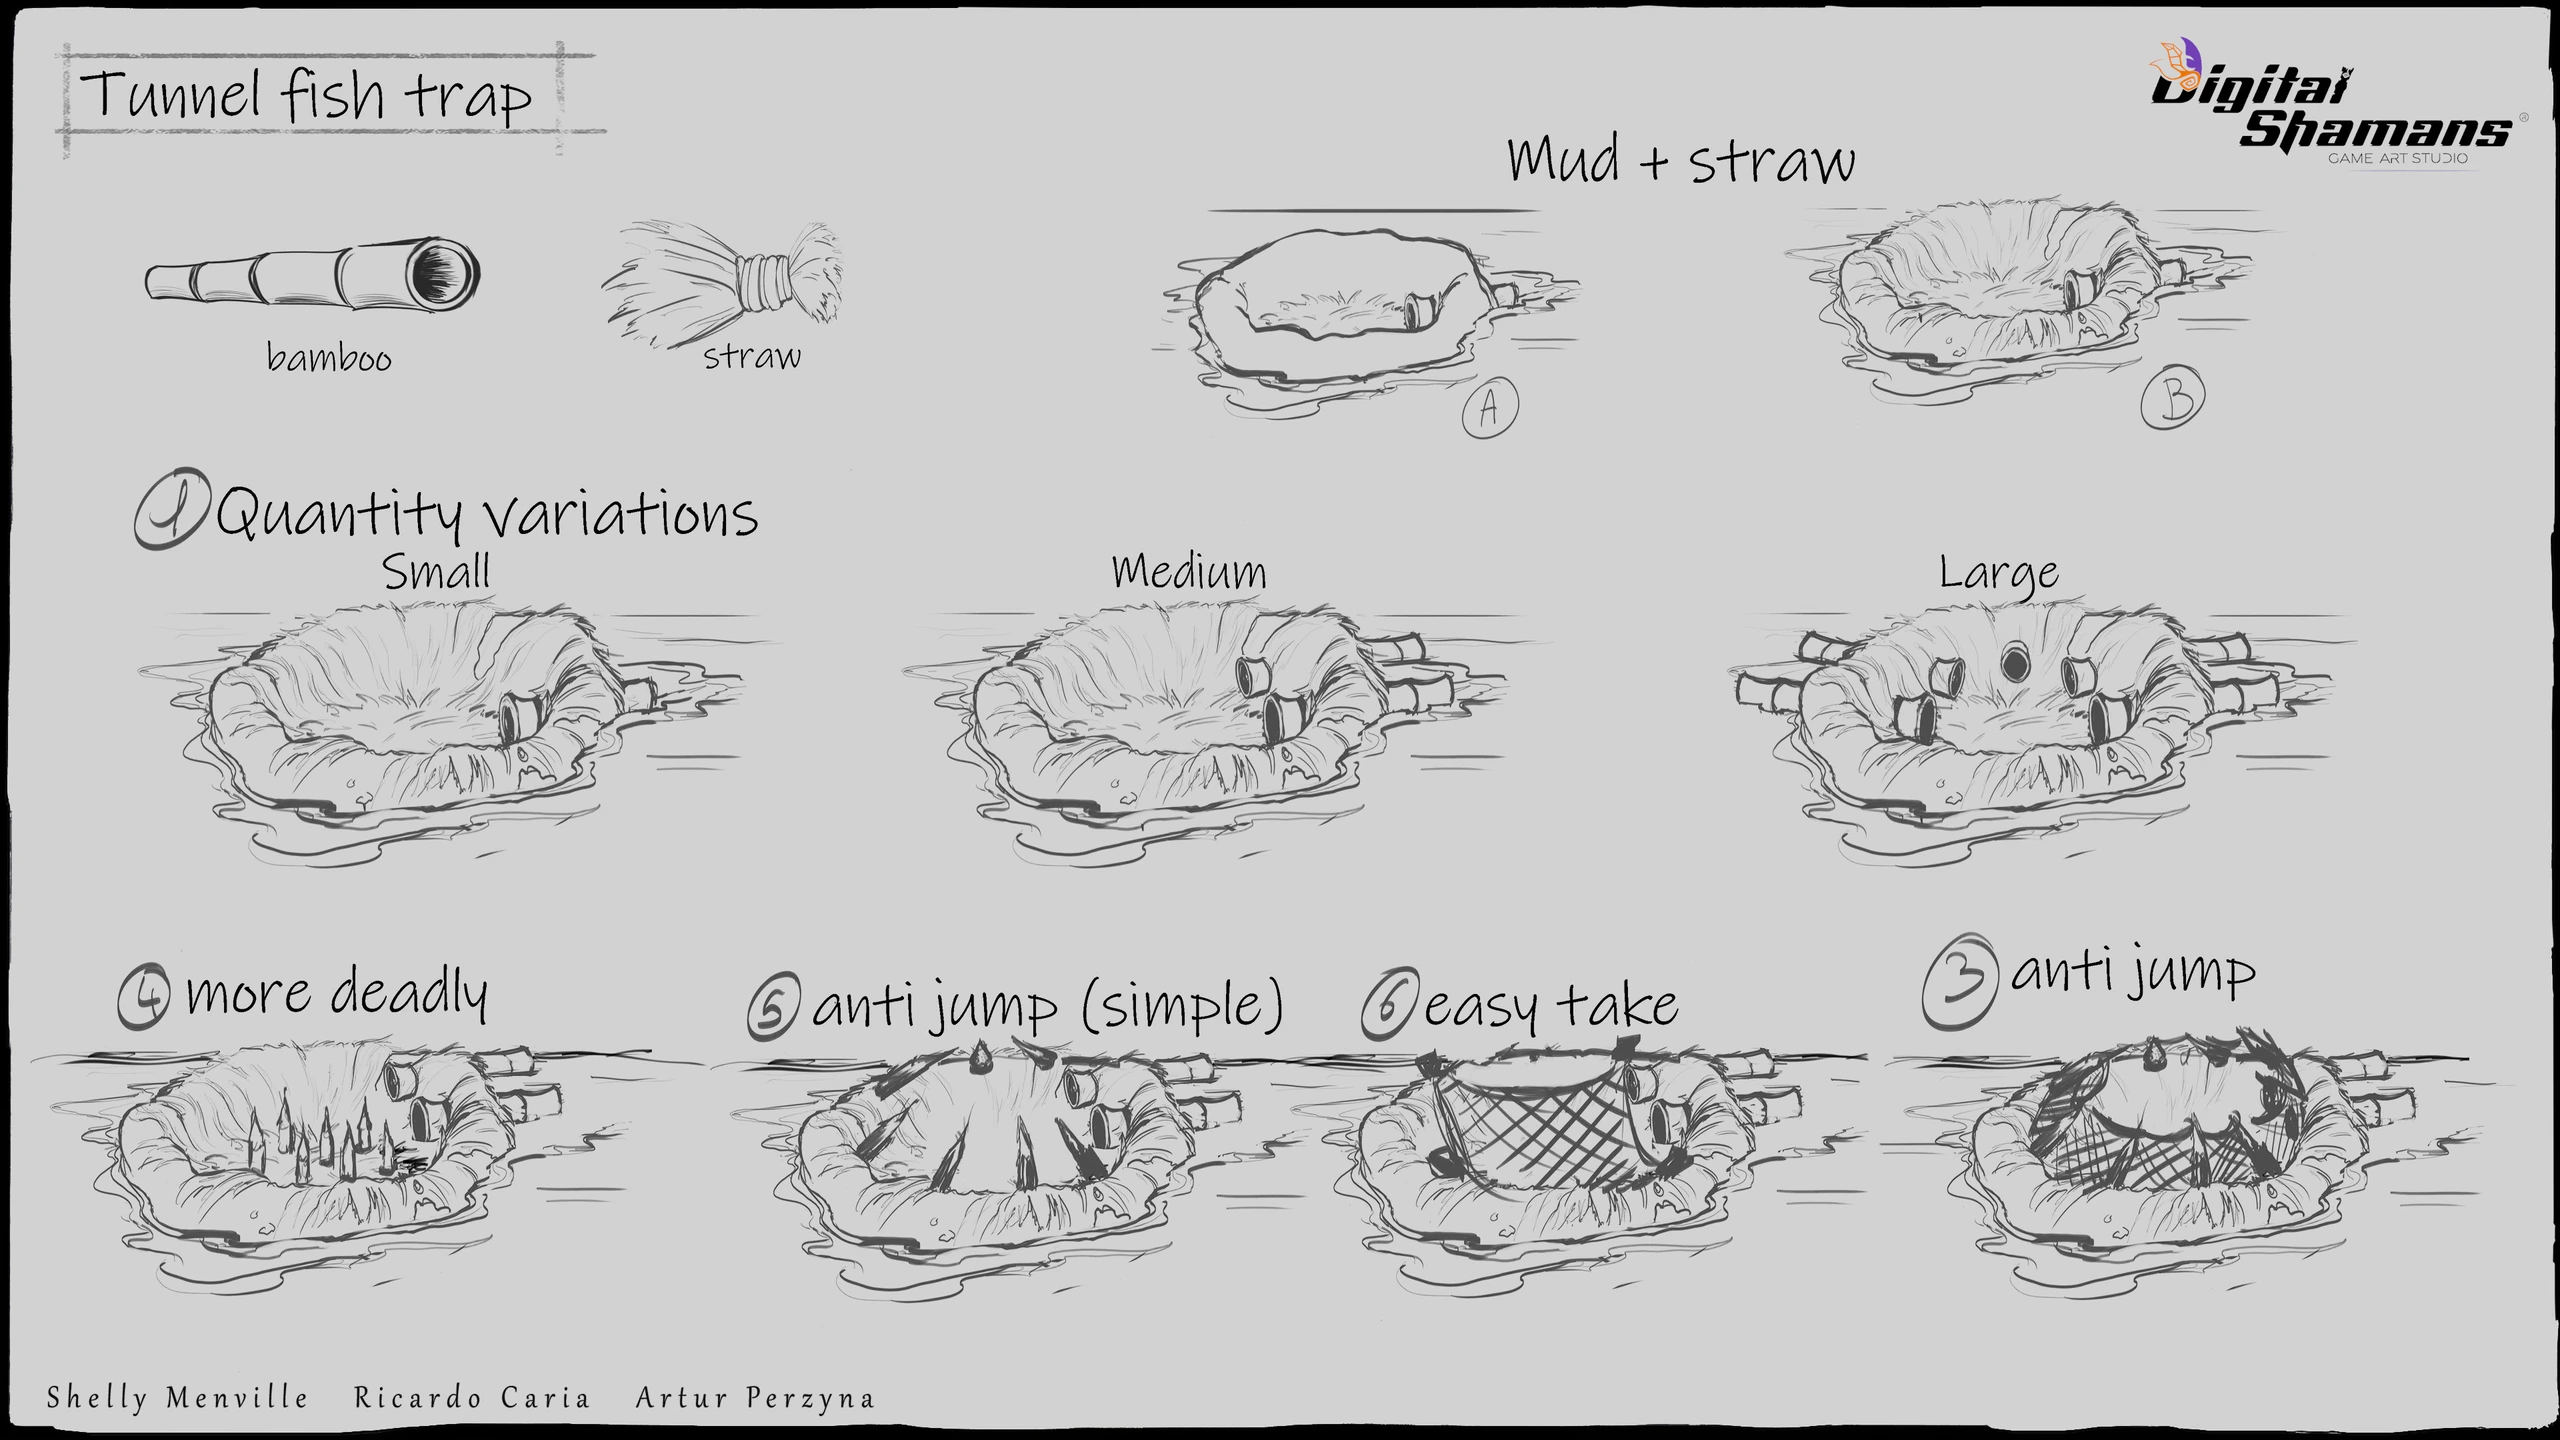 Tunnel fish trap
Digital
Shamans
®
GAME ART STUDIO
Mud + straw
bamboo
straw
A
B
1 Quantity variations
Small
Medium
Large
4 more deadly
5 anti jump (simple)
6 easy take
3 anti jump
Shelly Menville Ricardo Caria Artur Perzyna